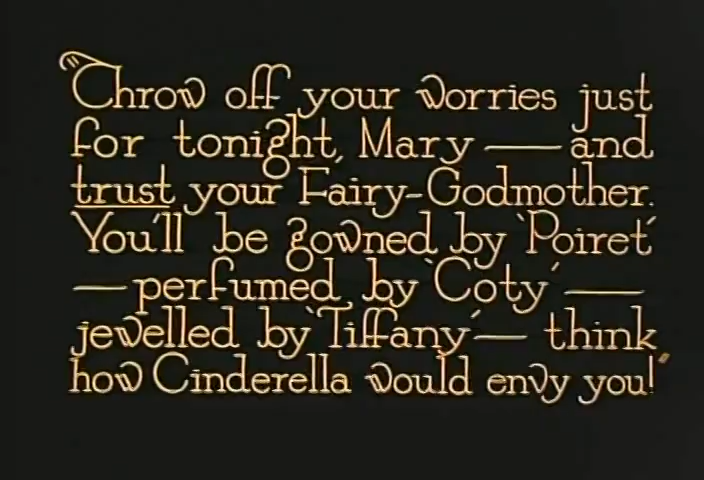 "Throw off your worries just
for tonight, Mary — and
trust your Fairy-Godmother.
You'll be gowned by 'Poiret'
— perfumed by 'Coty' —
jewelled by 'Tiffany' — think
how Cinderella would envy you!"